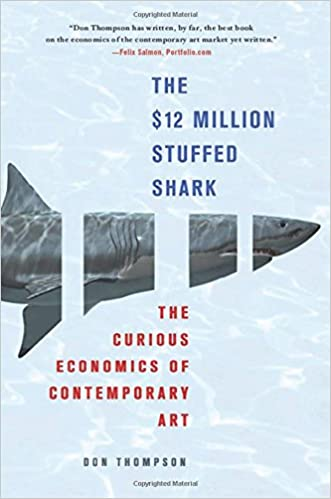 "Don Thompson has written, by far, the best book
on the economics of the contemporary art market yet written."
—Felix Salmon, Portfolio.com
THE
$12 MILLION
STUFFED
SHARK
THE
CURIOUS
ECONOMICS OF
CONTEMPORARY
ART
DON THOMPSON